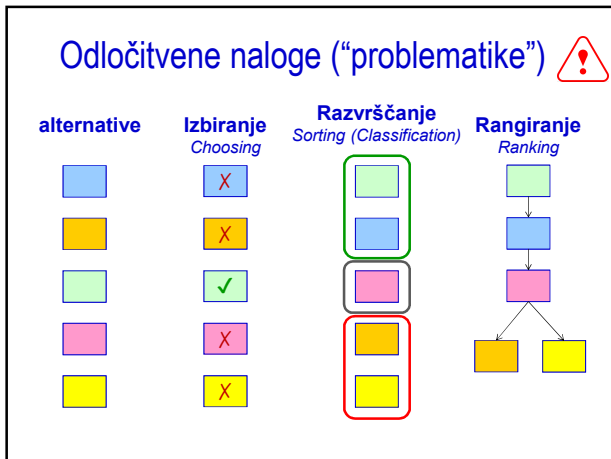 Odločitvene naloge (“problematike”)
alternative
Izbiranje
Choosing
Razvrščanje
Sorting (Classification)
Rangiranje
Ranking